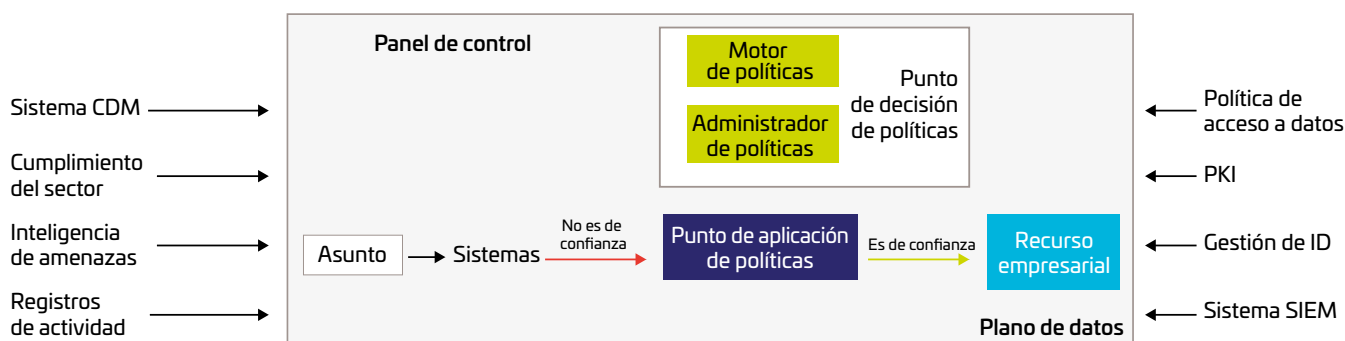 Panel de control
Motor
de políticas
Administrador
de políticas
Punto
de decisión
de políticas
Sistema CDM
Cumplimiento
del sector
Inteligencia
de amenazas
Registros
de actividad
Asunto
Sistemas
No es de
confianza
Punto de aplicación
de políticas
Es de confianza
Recurso
empresarial
Plano de datos
Política de
acceso a datos
PKI
Gestión de ID
Sistema SIEM